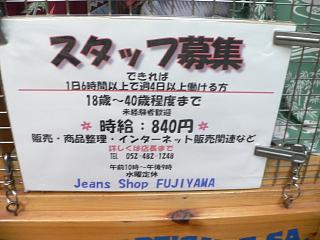 スタッフ募集
できれば
1日6時間以上で週4日以上働ける方
18歳～40歳程度まで
未経験者歓迎
＊時給：840円＊
販売・商品整理・インターネット販売関連など
詳しくは店長まで
TEL 052-482-1248
午前10時～午後9時
水曜定休
Jeans Shop FUJIYAMA